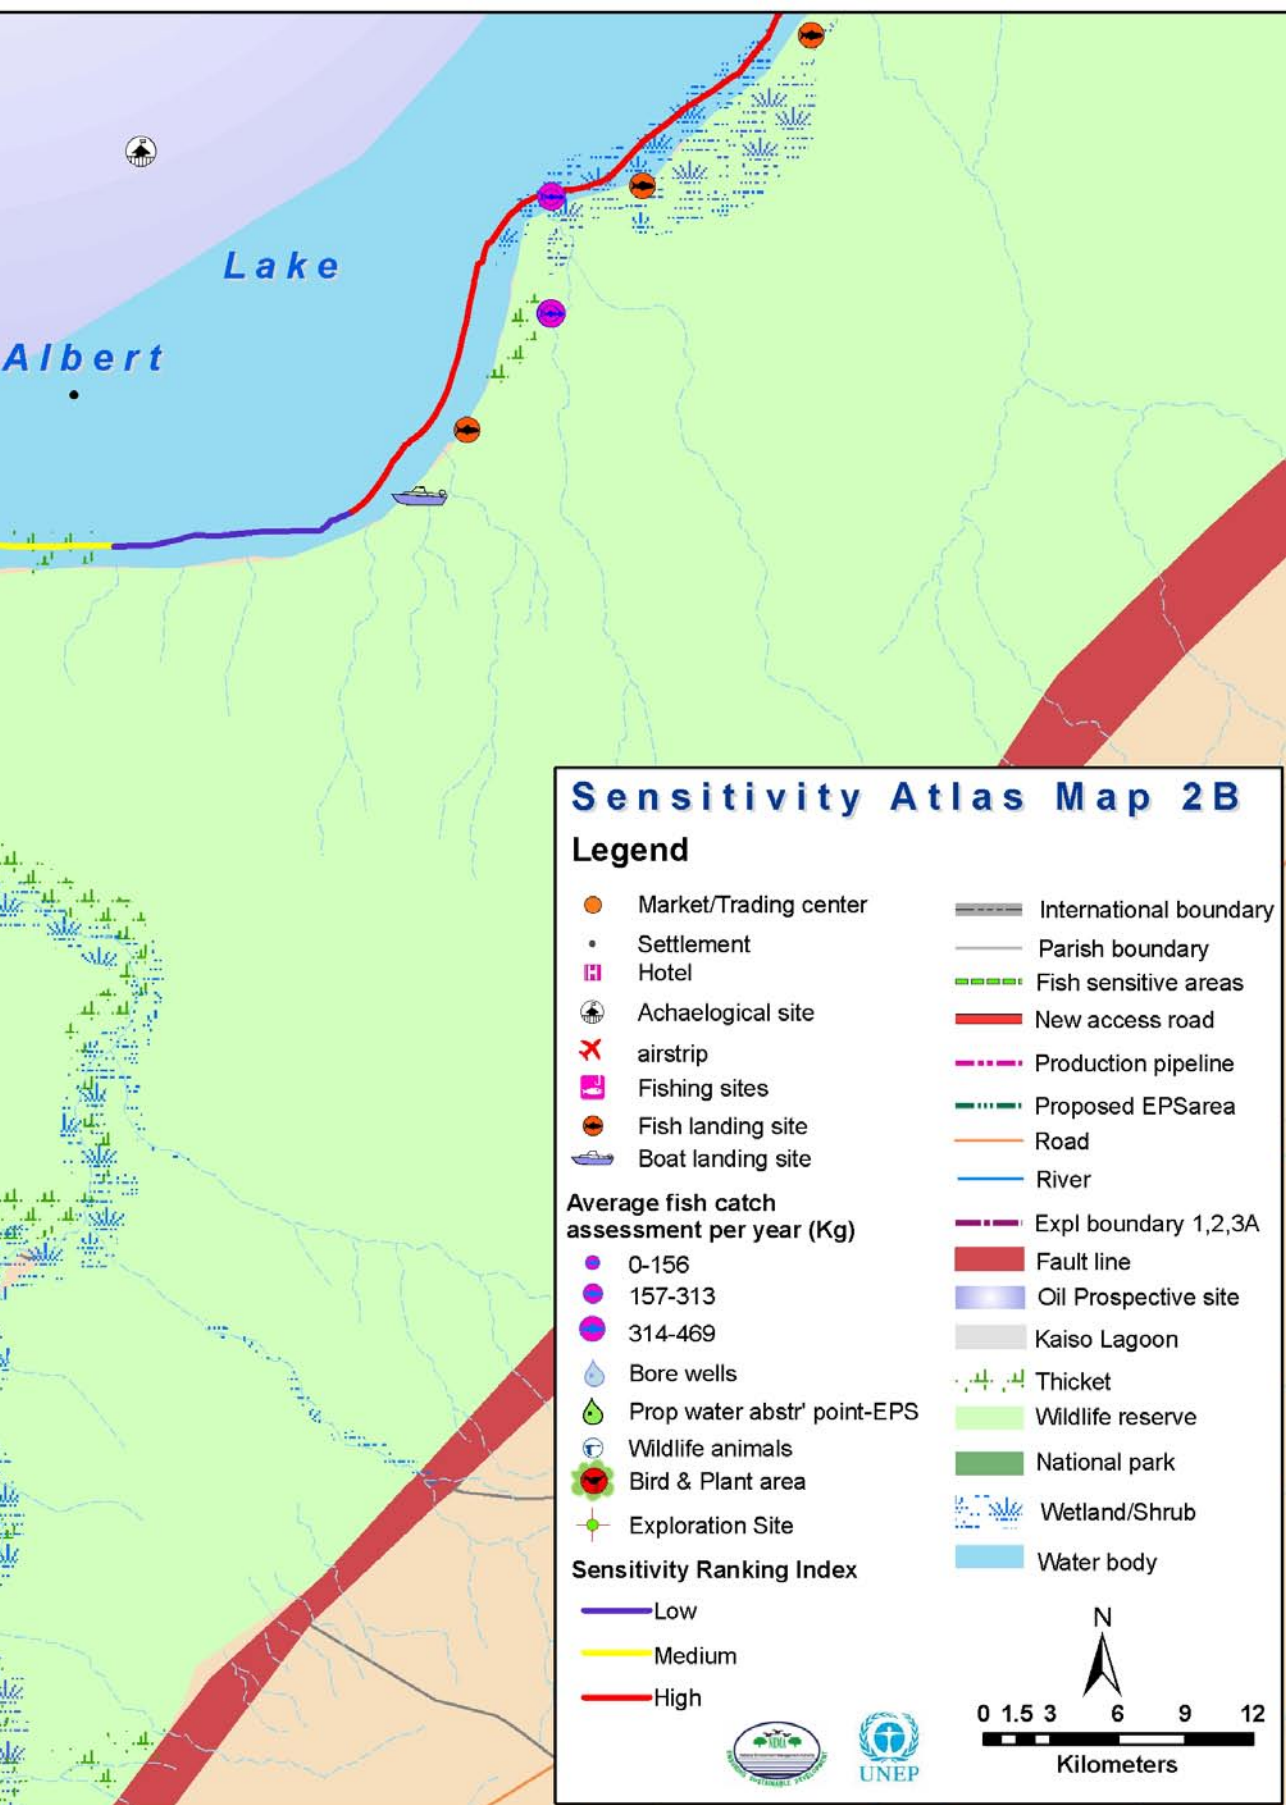 Lake
Albert
Sensitivity Atlas Map 2B
Legend
Market/Trading center
Settlement
Hotel
Achaelogical site
airstrip
Fishing sites
Fish landing site
Boat landing site
Average fish catch
assessment per year (Kg)
0-156
157-313
314-469
Bore wells
Prop water abstr' point-EPS
Wildlife animals
Bird & Plant area
Exploration Site
Sensitivity Ranking Index
Low
Medium
High
International boundary
Parish boundary
Fish sensitive areas
New access road
Production pipeline
Proposed EPSarea
Road
River
Expl boundary 1,2,3A
Fault line
Oil Prospective site
Kaiso Lagoon
Thicket
Wildlife reserve
National park
Wetland/Shrub
Water body
N
0 1.5 3 6 9 12
Kilometers
NEMA
UNEP